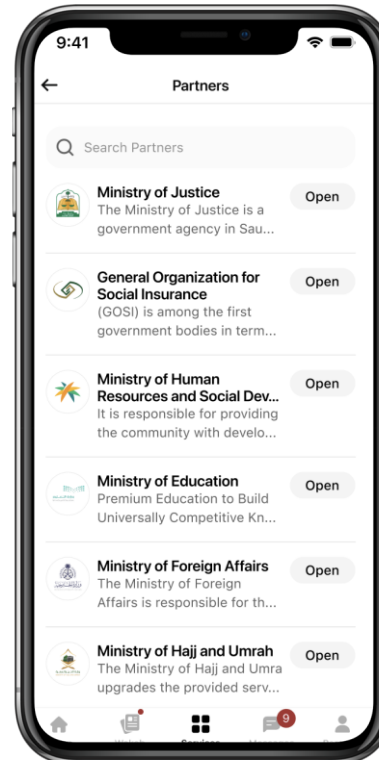 9:41
Partners
Search Partners
Ministry of Justice
Open
The Ministry of Justice is a
government agency in Sau...
General Organization for
Open
Social Insurance
(GOSI) is among the first
government bodies in term...
Ministry of Human
Open
Resources and Social Dev...
It is responsible for providing
the community with develo...
Ministry of Education
Open
Premium Education to Build
Universally Competitive Kn...
Ministry of Foreign Affairs
Open
The Ministry of Foreign
Affairs is responsible for th...
Ministry of Hajj and Umrah
Open
The Ministry of Hajj and Umra
upgrades the provided serv...
9